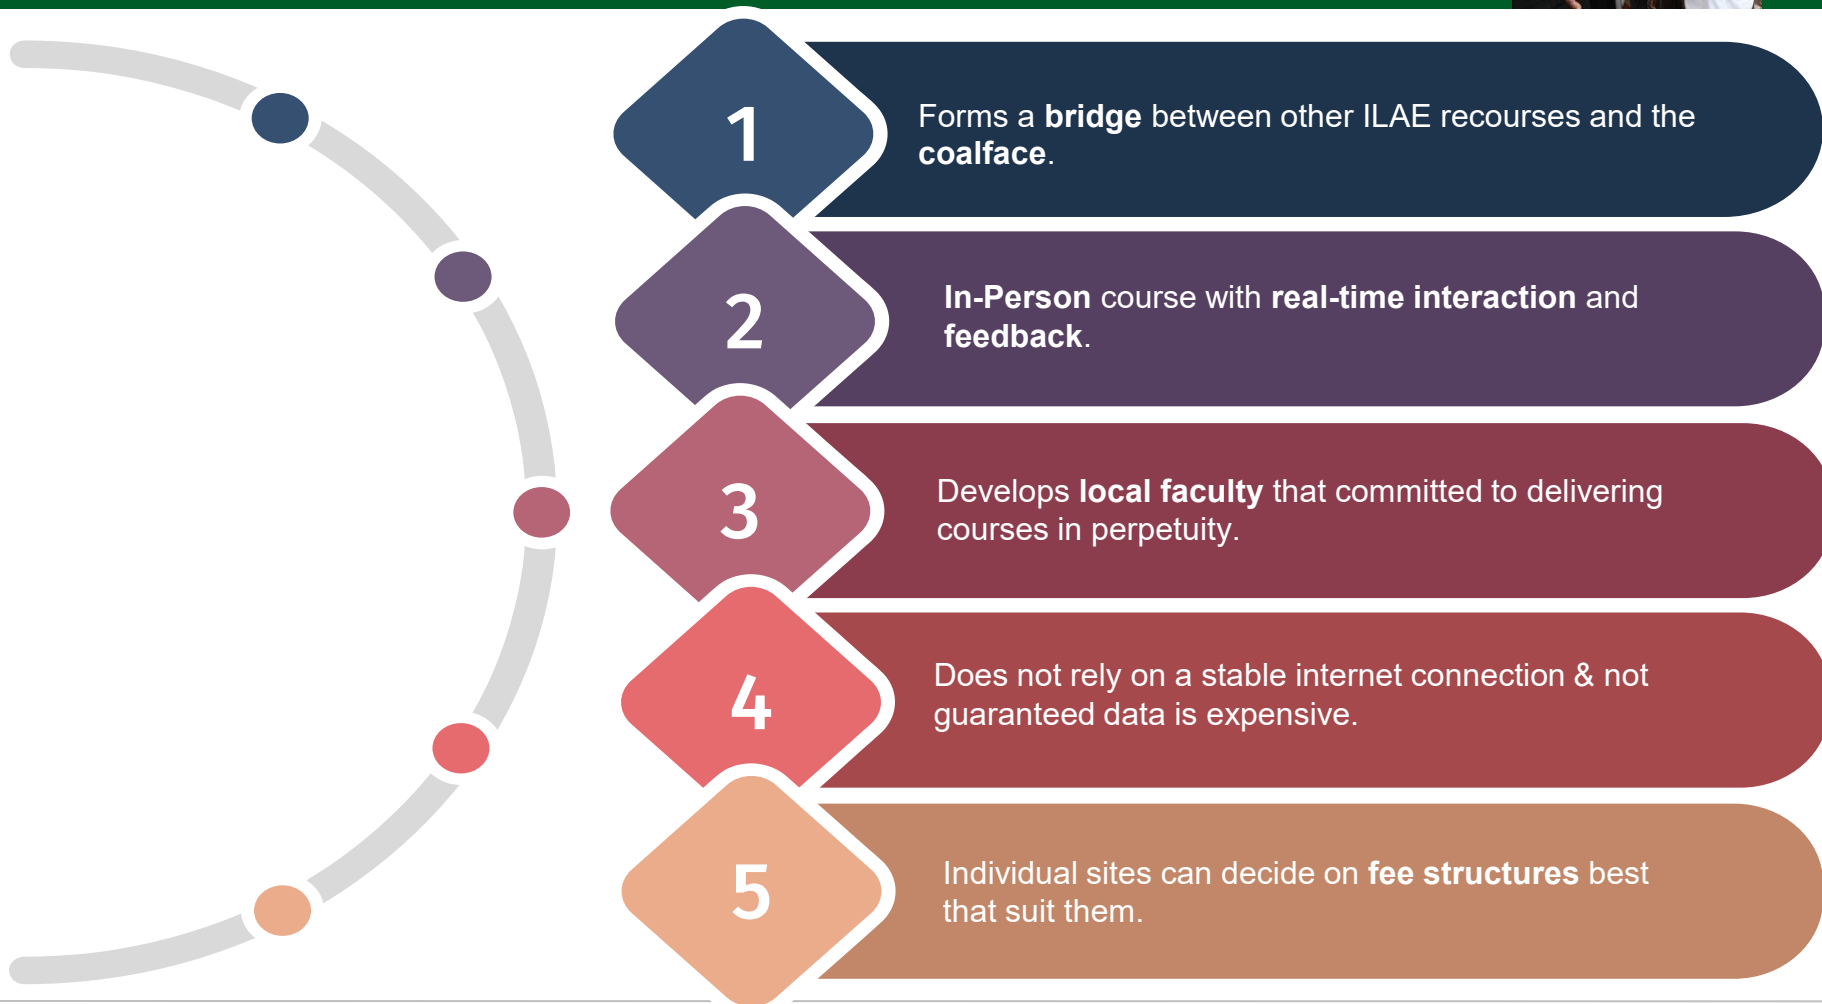 1
Forms a bridge between other ILAE recourses and the
coalface.
2
In-Person course with real-time interaction and
feedback.
3
Develops local faculty that committed to delivering
courses in perpetuity.
4
Does not rely on a stable internet connection & not
guaranteed data is expensive.
5
Individual sites can decide on fee structures best
that suit them.